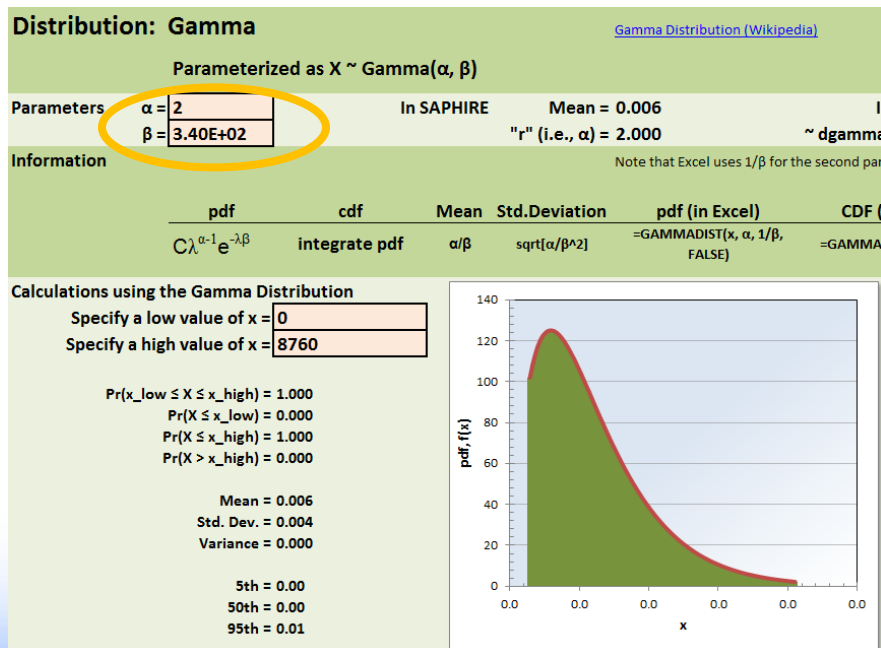 Distribution: Gamma
Gamma Distribution (Wikipedia)
Parameterized as X ~ Gamma(α, β)
Parameters α = 2 In SAPHIRE Mean = 0.006
β = 3.40E+02 "r" (i.e., α) = 2.000 ~ dgamma
Information Note that Excel uses 1/β for the second par
pdf cdf Mean Std.Deviation pdf (in Excel) CDF (
Cλ^α-1 e^-λβ integrate pdf α/β sqrt[α/β^2] =GAMMADIST(x, α, 1/β, FALSE) =GAMMA
Calculations using the Gamma Distribution
Specify a low value of x = 0
Specify a high value of x = 8760
Pr(x_low ≤ X ≤ x_high) = 1.000
Pr(X ≤ x_low) = 0.000
Pr(X ≤ x_high) = 1.000
Pr(X > x_high) = 0.000
Mean = 0.006
Std. Dev. = 0.004
Variance = 0.000
5th = 0.00
50th = 0.00
95th = 0.01
140
120
100
80
60
40
20
0
pdf, f(x)
0.0 0.0 0.0 0.0 0.0 0.0
x